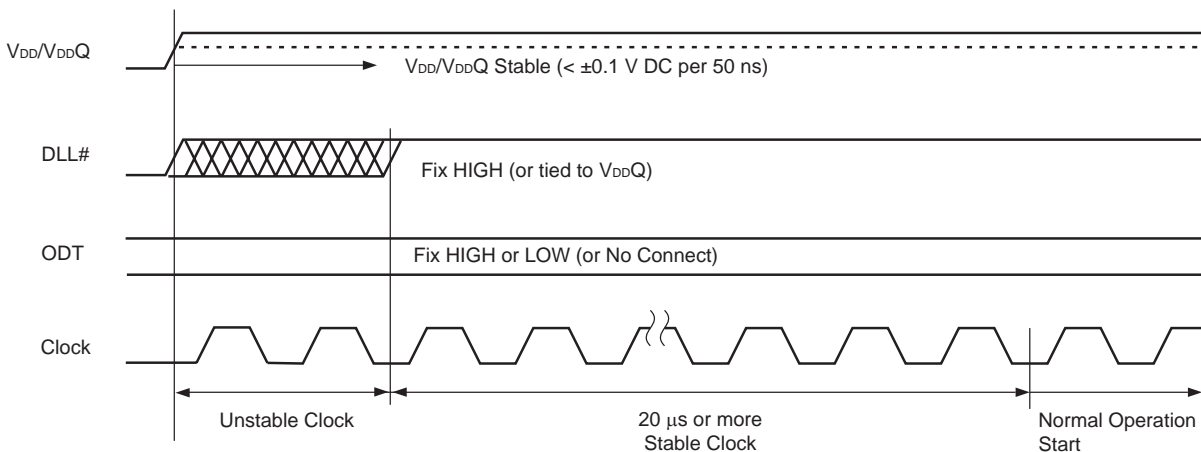 VDD/VDDQ
VDD/VDDQ Stable (< ±0.1 V DC per 50 ns)
DLL#
Fix HIGH (or tied to VDDQ)
ODT
Fix HIGH or LOW (or No Connect)
Clock
Unstable Clock
20 μs or more
Stable Clock
Normal Operation
Start